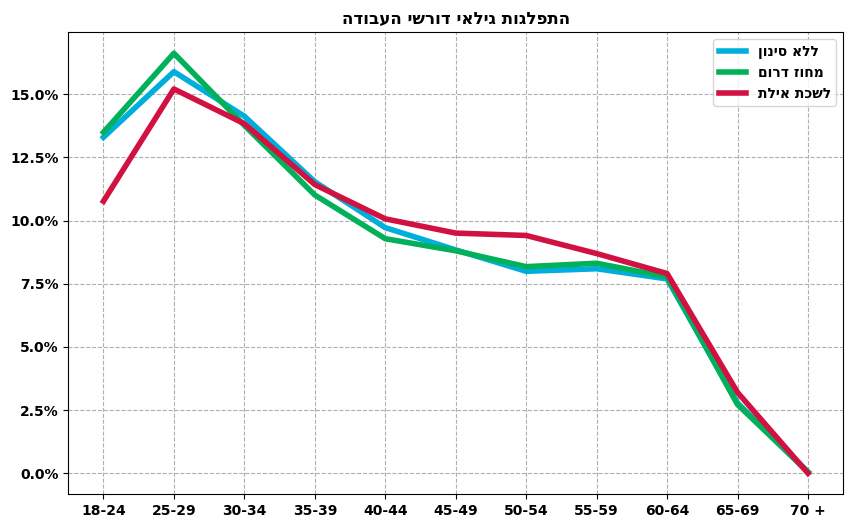 התפלגות גילאי דורשי העבודה
ללא סינון
מחוז דרום
לשכת אילת
15.0%
12.5%
10.0%
7.5%
5.0%
2.5%
0.0%
18-24 25-29 30-34 35-39 40-44 45-49 50-54 55-59 60-64 65-69 70 +